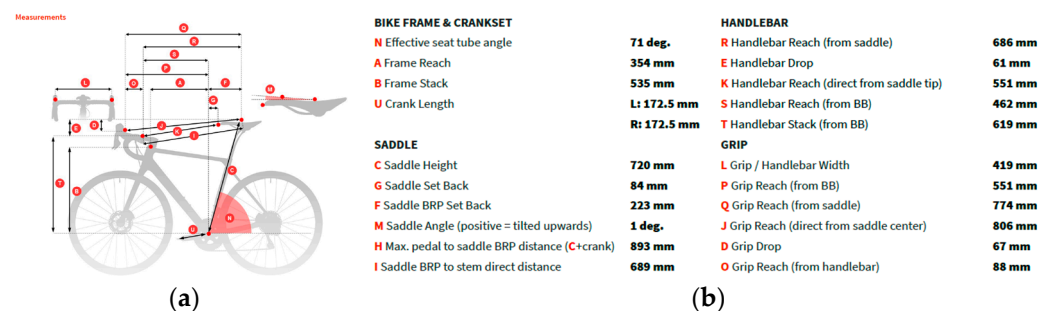 Measurements
Q
R
S
P
O A F
L
M
G
E D
J
K
I
C
T B
N
U
(a)
BIKE FRAME & CRANKSET
N Effective seat tube angle 71 deg.
A Frame Reach 354 mm
B Frame Stack 535 mm
U Crank Length L: 172.5 mm
R: 172.5 mm
SADDLE
C Saddle Height 720 mm
G Saddle Set Back 84 mm
F Saddle BRP Set Back 223 mm
M Saddle Angle (positive = tilted upwards) 1 deg.
H Max. pedal to saddle BRP distance (C+crank) 893 mm
I Saddle BRP to stem direct distance 689 mm
HANDLEBAR
R Handlebar Reach (from saddle) 686 mm
E Handlebar Drop 61 mm
K Handlebar Reach (direct from saddle tip) 551 mm
S Handlebar Reach (from BB) 462 mm
T Handlebar Stack (from BB) 619 mm
GRIP
L Grip / Handlebar Width 419 mm
P Grip Reach (from BB) 551 mm
Q Grip Reach (from saddle) 774 mm
J Grip Reach (direct from saddle center) 806 mm
D Grip Drop 67 mm
O Grip Reach (from handlebar) 88 mm
(b)